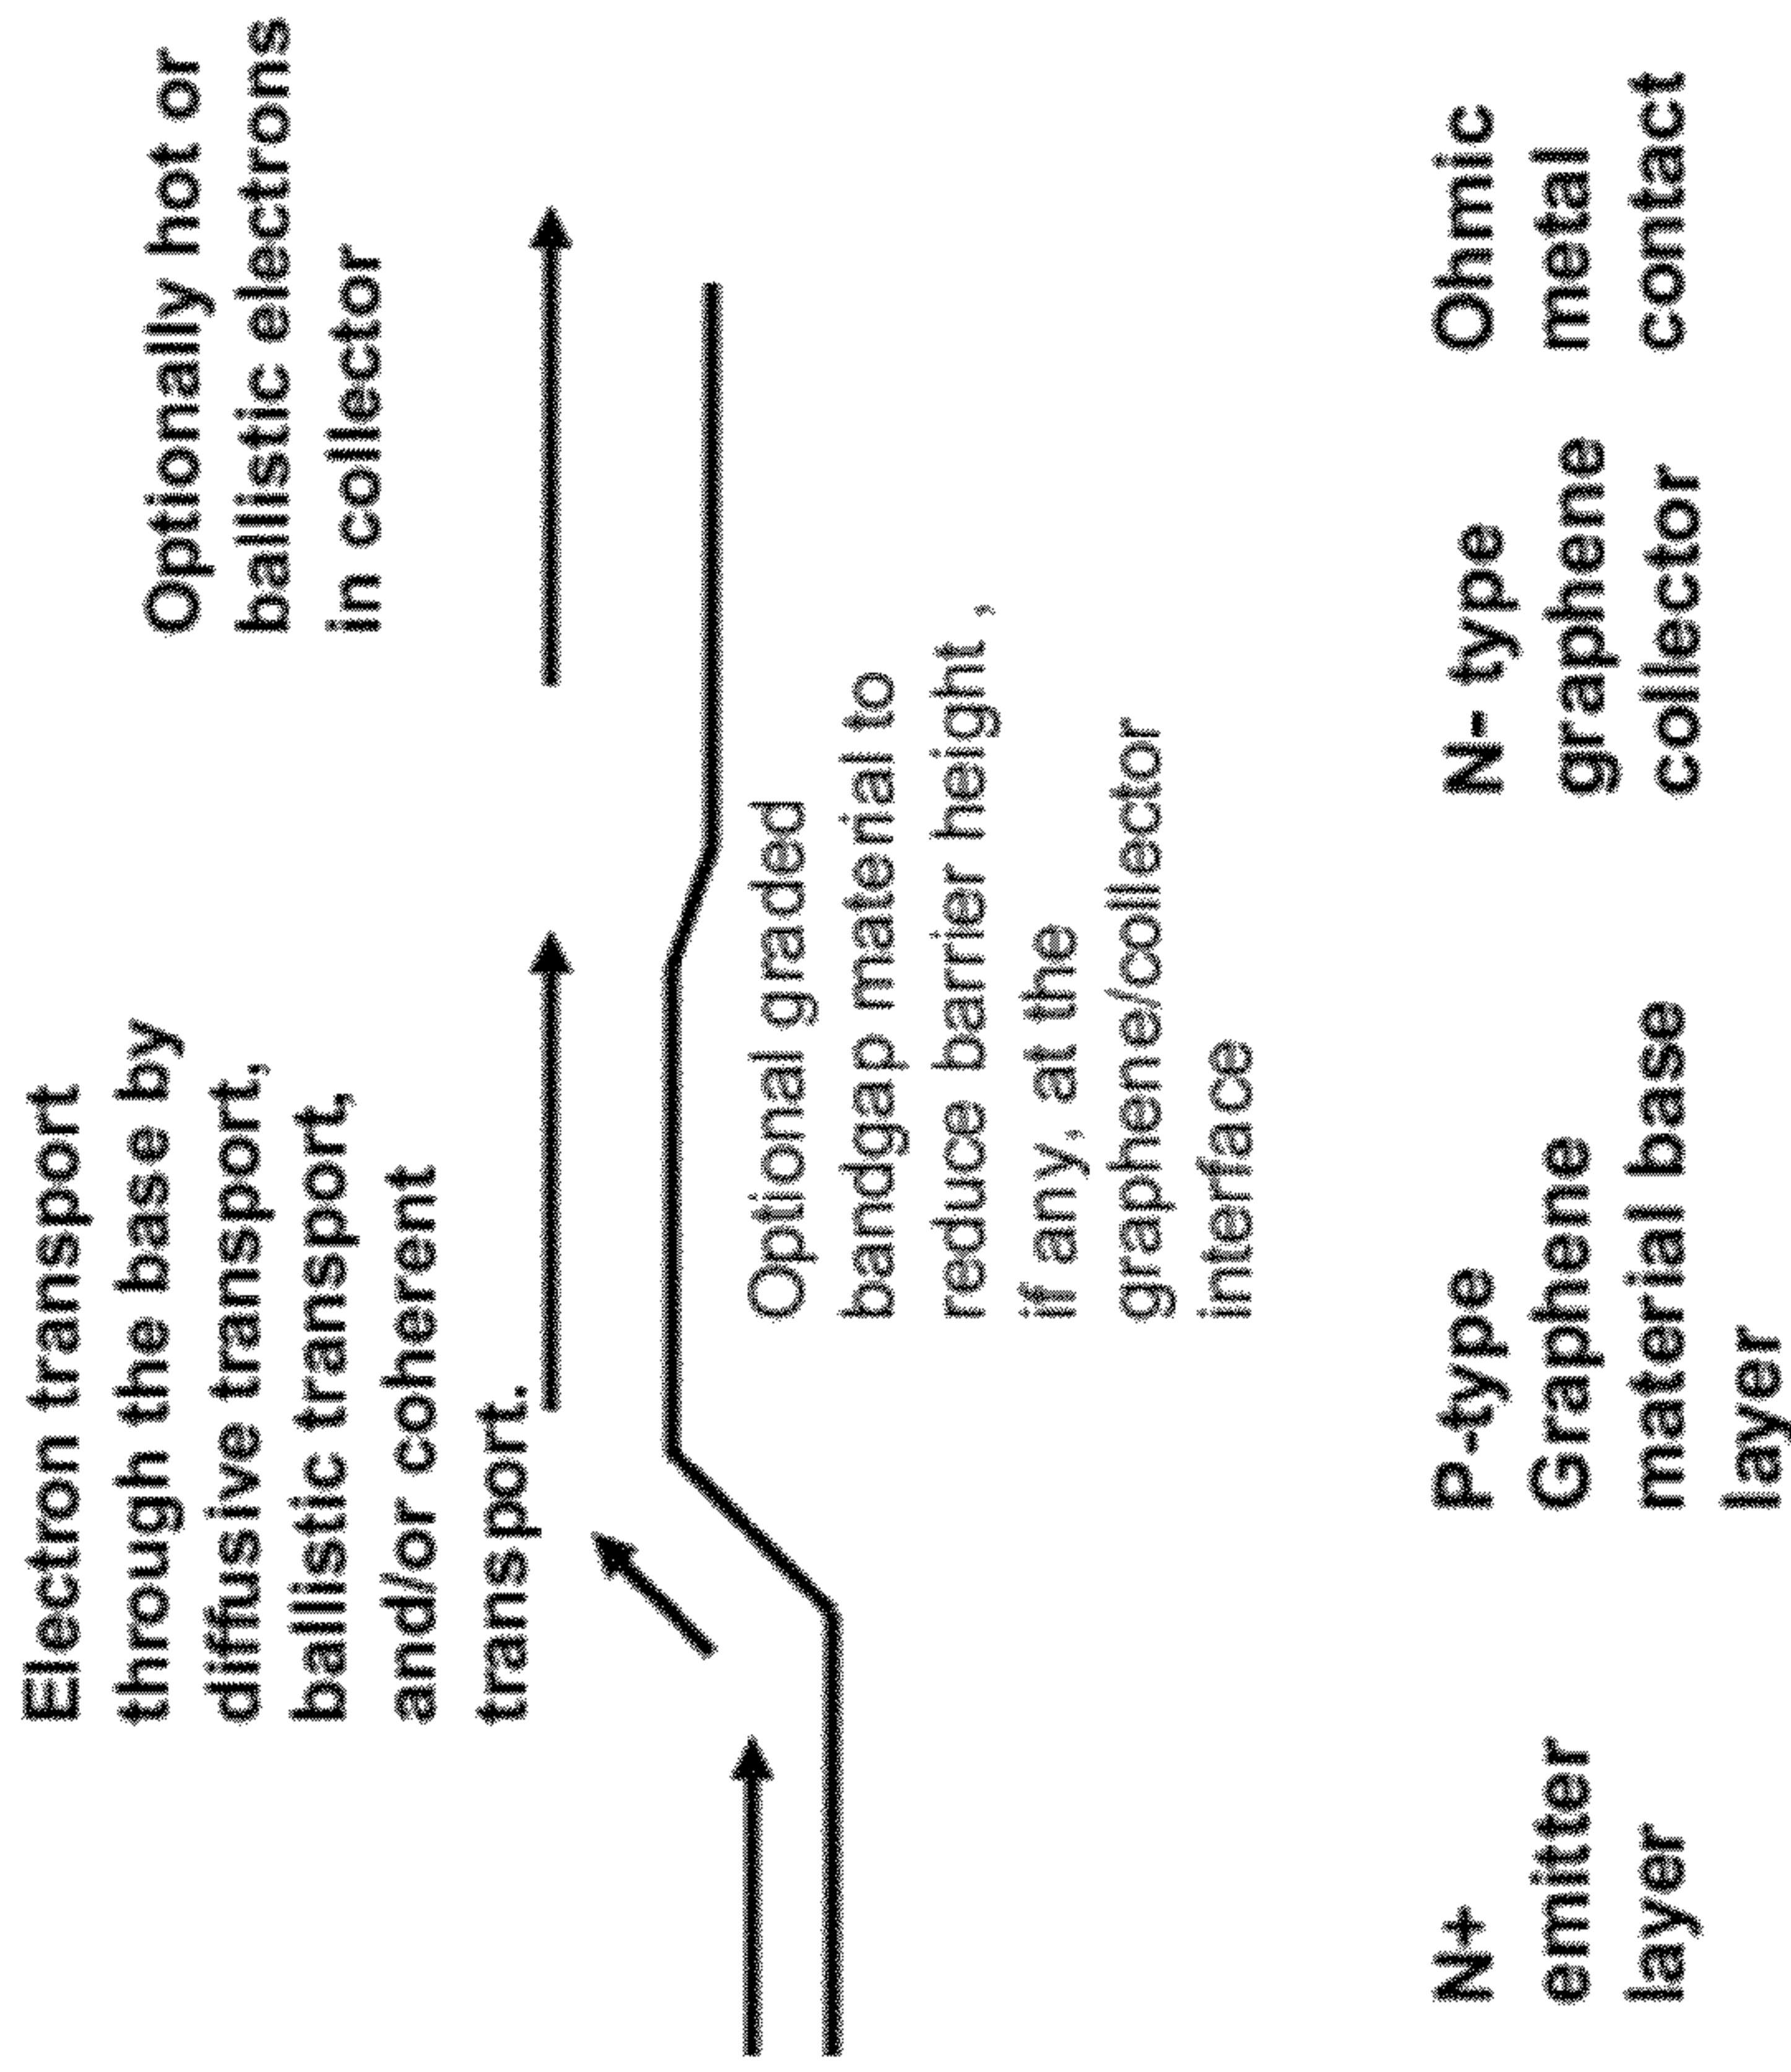 Electron transport
through the base by
diffusive transport,
ballistic transport,
and/or coherent
transport.
Optionally hot or
ballistic electrons
in collector
Optional graded
bandgap material to
reduce barrier height ,
if any, at the
graphene/collector
interface
N+
emitter
layer
P-type
Graphene
material base
layer
N- type
graphene
collector
Ohmic
metal
contact